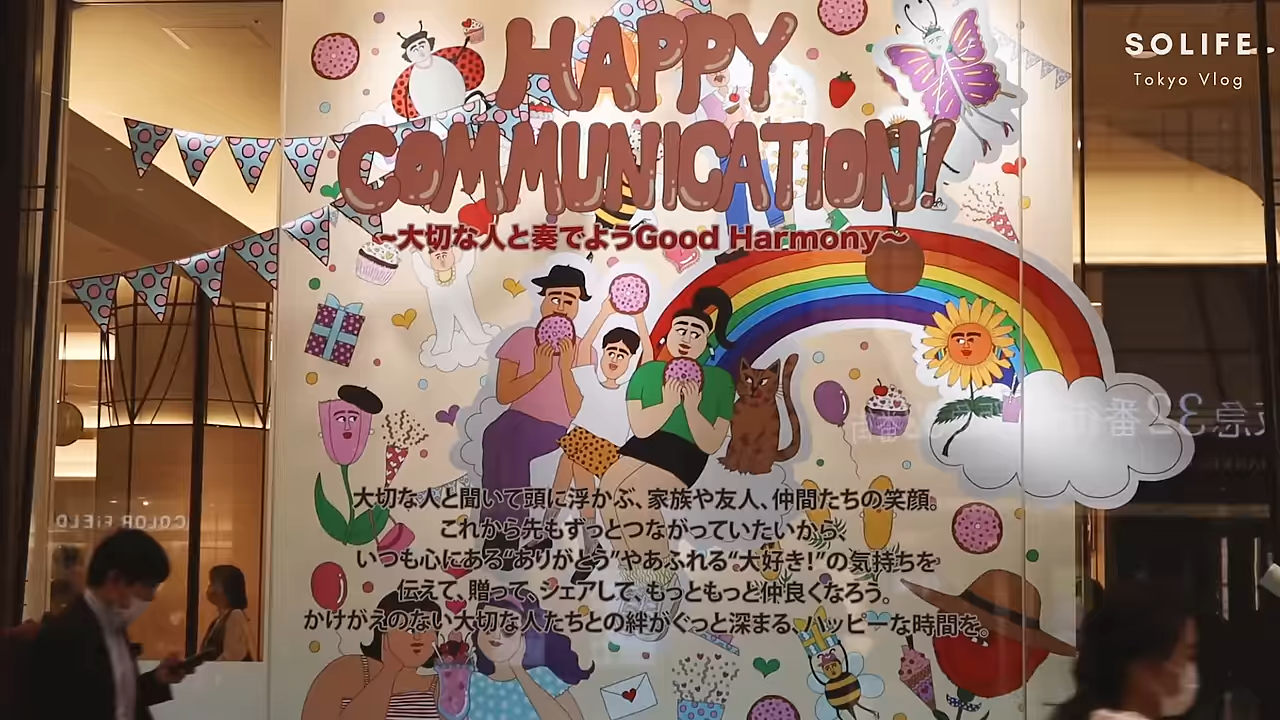 HAPPY
COMMUNICATION!
~大切な人と奏でようGood Harmony~
大切な人と聞いて頭に浮かぶ、家族や友人、仲間たちの笑顔。
これから先もずっとつながっていたいから、
いつも心にある“ありがとう”やあふれる“大好き!”の気持ちを
伝えて、贈って、シェアして、もっともっと仲良くなろう。
かけがえのない大切な人たちとの絆がぐっと深まる、ハッピーな時間を。
SOLIFE
Tokyo Vlog
COLOR FIELD